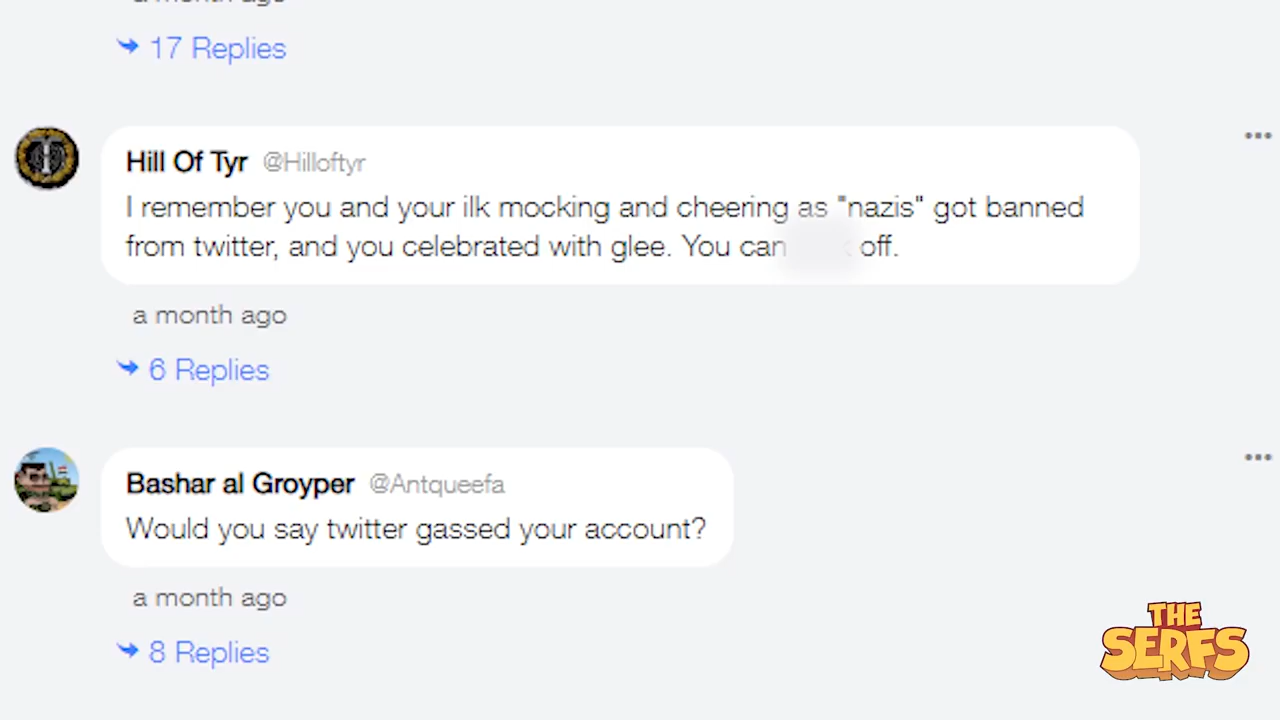 17 Replies
Hill Of Tyr @Hilloftyr
I remember you and your ilk mocking and cheering as "nazis" got banned
from twitter, and you celebrated with glee. You can off.
a month ago
6 Replies
Bashar al Groyper @Antqueefa
Would you say twitter gassed your account?
a month ago
8 Replies
THE
SERFS